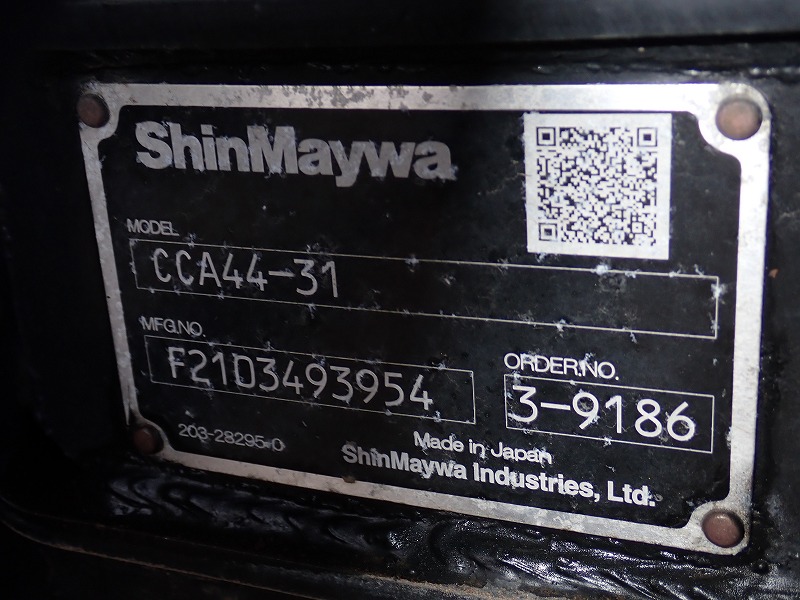 ShinMaywa
MODEL
CCA44-31
MFG.NO.
F21D3493954
ORDER.NO.
3-9186
203-28295-0
Made in Japan
ShinMaywa Industries, Ltd.